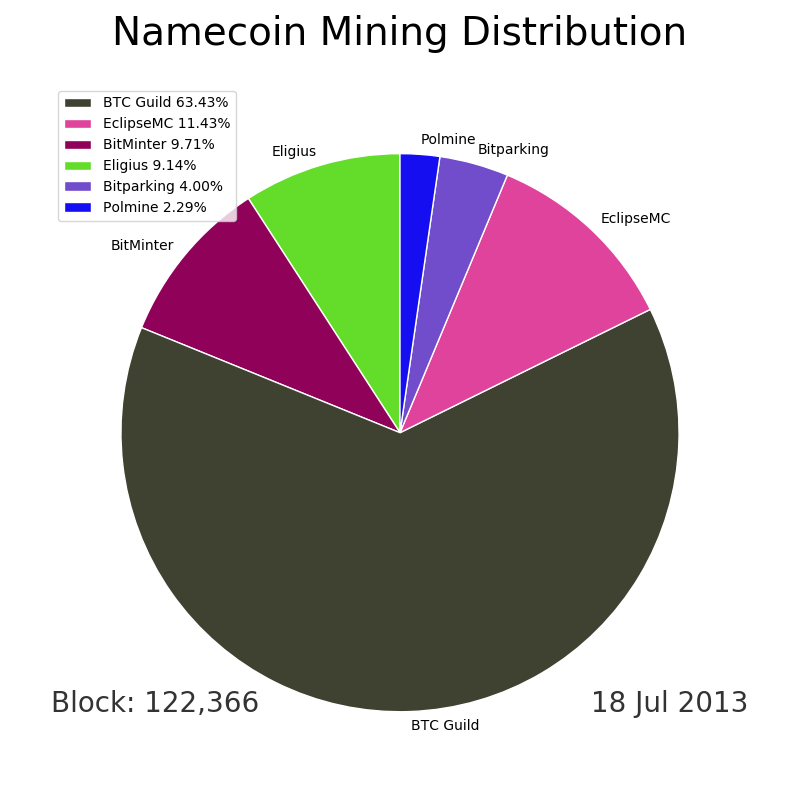 Namecoin Mining Distribution
BTC Guild 63.43%
EclipseMC 11.43%
BitMinter 9.71%
Eligius 9.14%
Bitparking 4.00%
Polmine 2.29%
Polmine
Bitparking
Eligius
EclipseMC
BitMinter
Block: 122,366
18 Jul 2013
BTC Guild